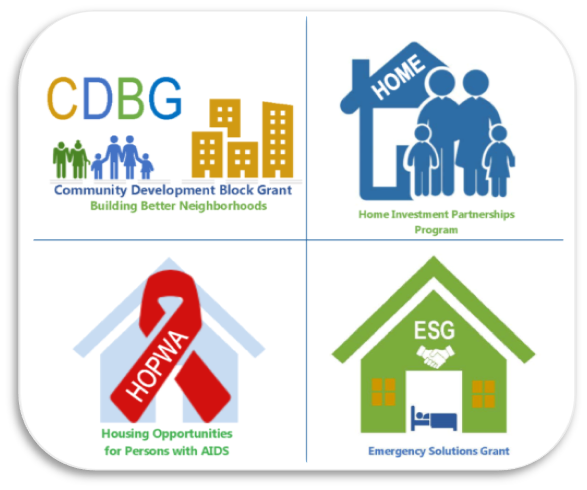 CDBG
Community Development Block Grant
Building Better Neighborhoods
HOME
Home Investment Partnerships
Program
HOPWA
Housing Opportunities
for Persons with AIDS
ESG
Emergency Solutions Grant